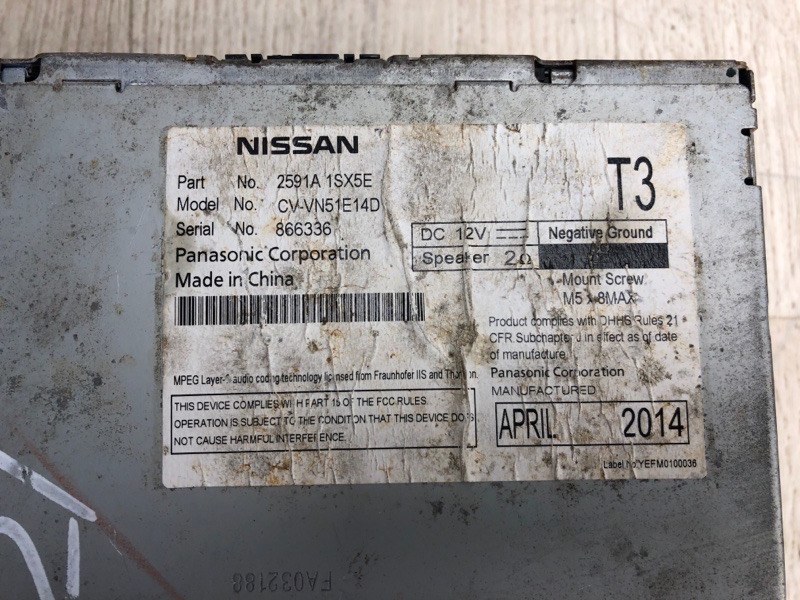 NISSAN
Part No. 2591A 1SX5E
Model No. CV-VN51E14D
Serial No. 866336
Panasonic Corporation
Made in China
T3
DC 12V Negative Ground
Speaker 2Ω
Mount Screw
M5 x 8MAX
Product complies with DHHS Rules 21
CFR Subchapter J in effect as of date
of manufacture.
Panasonic Corporation
MANUFACTURED
APRIL. 2014
Label No.YEFM0100036
MPEG Layer-3 audio coding technology licensed from Fraunhofer IIS and
THIS DEVICE COMPLIES WITH PART 15 OF THE FCC RULES.
OPERATION IS SUBJECT TO THE CONDITION THAT THIS DEVICE DOES
NOT CAUSE HARMFUL INTERFERENCE.
FA032188